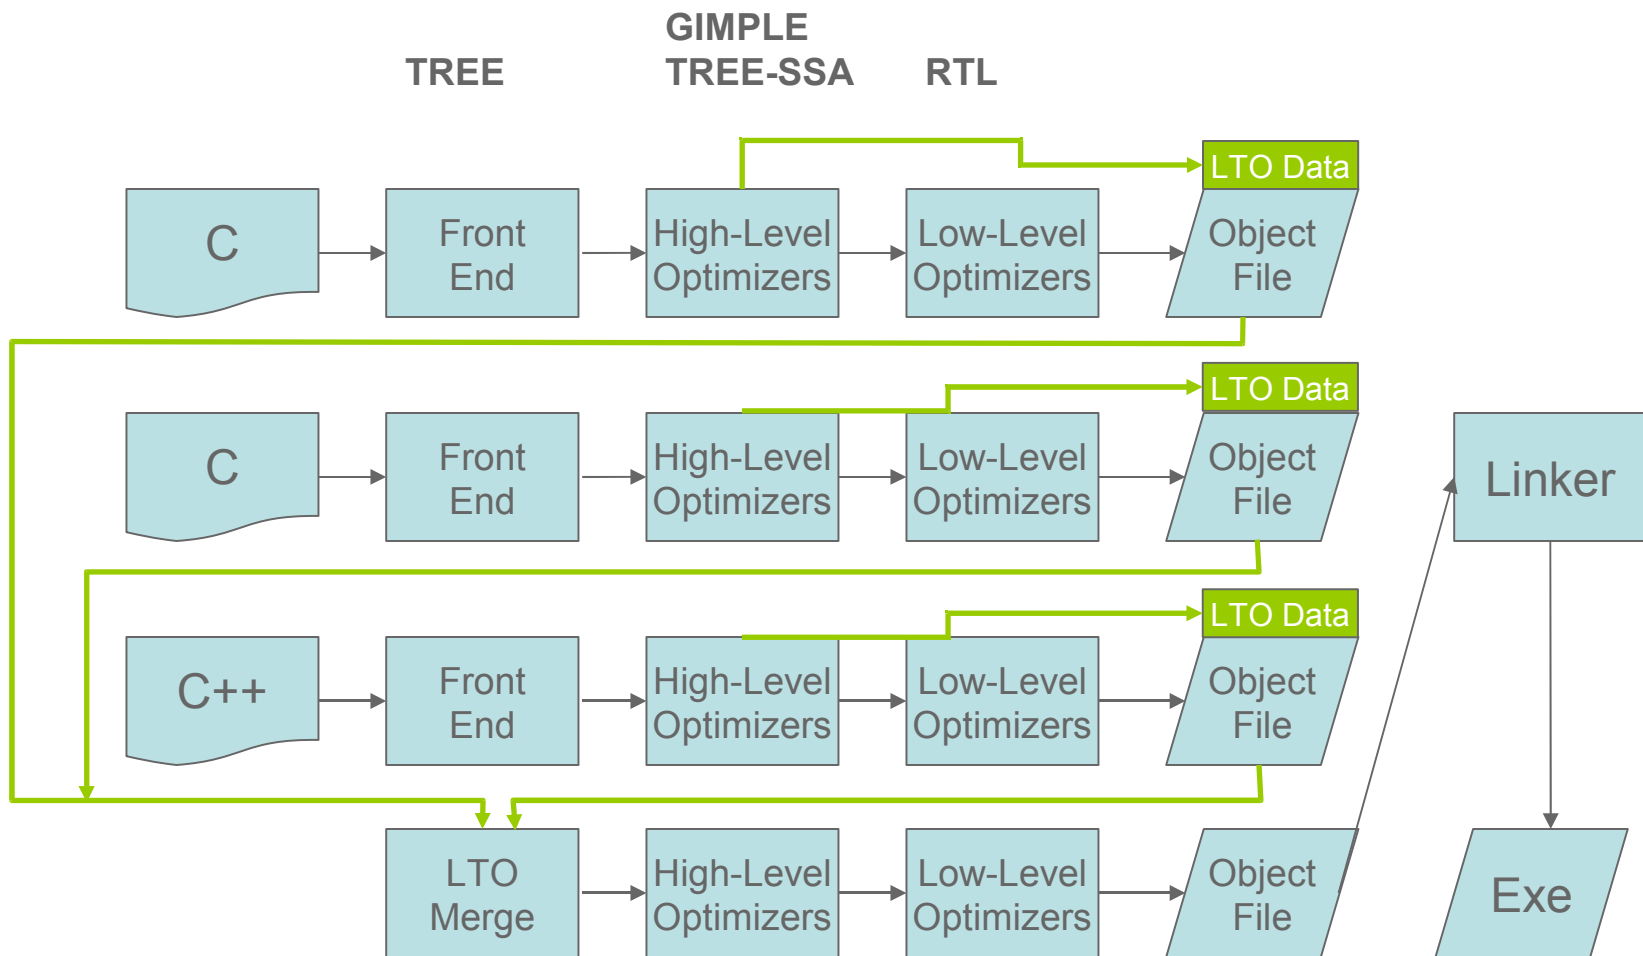 GIMPLE
TREE
TREE-SSA
RTL
LTO Data
C
Front
End
High-Level
Optimizers
Low-Level
Optimizers
Object
File
LTO Data
C
Front
End
High-Level
Optimizers
Low-Level
Optimizers
Object
File
Linker
LTO Data
C++
Front
End
High-Level
Optimizers
Low-Level
Optimizers
Object
File
LTO
Merge
High-Level
Optimizers
Low-Level
Optimizers
Object
File
Exe